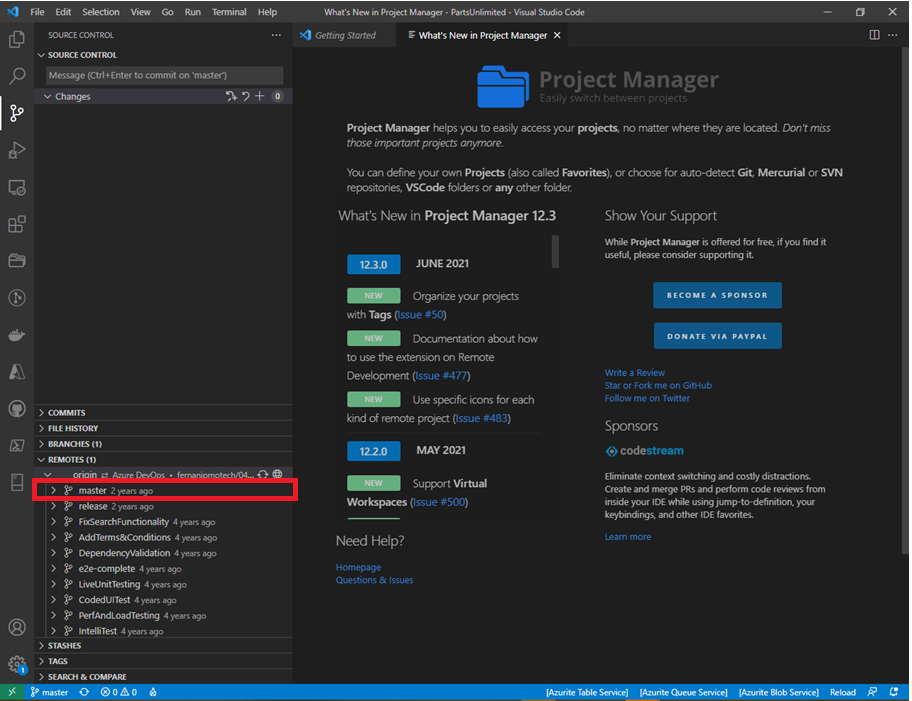 File Edit Selection View Go Run Terminal Help What's New in Project Manager - PartsUnlimited - Visual Studio Code
SOURCE CONTROL
SOURCE CONTROL
Message (Ctrl+Enter to commit on 'master')
Changes 0
COMMITS
FILE HISTORY
BRANCHES (1)
REMOTES (1)
origin ⇄ Azure DevOps • fernanipmotech/04...
master 2 years ago
release 2 years ago
FixSearchFunctionality 4 years ago
AddTerms&Conditions 4 years ago
DependencyValidation 4 years ago
e2e-complete 4 years ago
LiveUnitTesting 4 years ago
CodedUITest 4 years ago
PerfAndLoadTesting 4 years ago
IntelliTest 4 years ago
STASHES
TAGS
SEARCH & COMPARE
1
Getting Started What's New in Project Manager
Project Manager
Easily switch between projects
Project Manager helps you to easily access your projects, no matter where they are located. Don't miss
those important projects anymore.
You can define your own Projects (also called Favorites), or choose for auto-detect Git, Mercurial or SVN
repositories, VSCode folders or any other folder.
What's New in Project Manager 12.3
12.3.0 JUNE 2021
NEW Organize your projects
with Tags (Issue #50)
NEW Documentation about how
to use the extension on Remote
Development (Issue #477)
NEW Use specific icons for each
kind of remote project (Issue #483)
12.2.0 MAY 2021
NEW Support Virtual
Workspaces (Issue #500)
Need Help?
Homepage
Questions & Issues
Show Your Support
While Project Manager is offered for free, if you find it
useful, please consider supporting it.
BECOME A SPONSOR
DONATE VIA PAYPAL
Write a Review
Star or Fork me on GitHub
Follow me on Twitter
Sponsors
codestream
Eliminate context switching and costly distractions.
Create and merge PRs and perform code reviews from
inside your IDE while using jump-to-definition, your
keybindings, and other IDE favorites.
Learn more
master 0 0 [Azurite Table Service] [Azurite Queue Service] [Azurite Blob Service] Reload